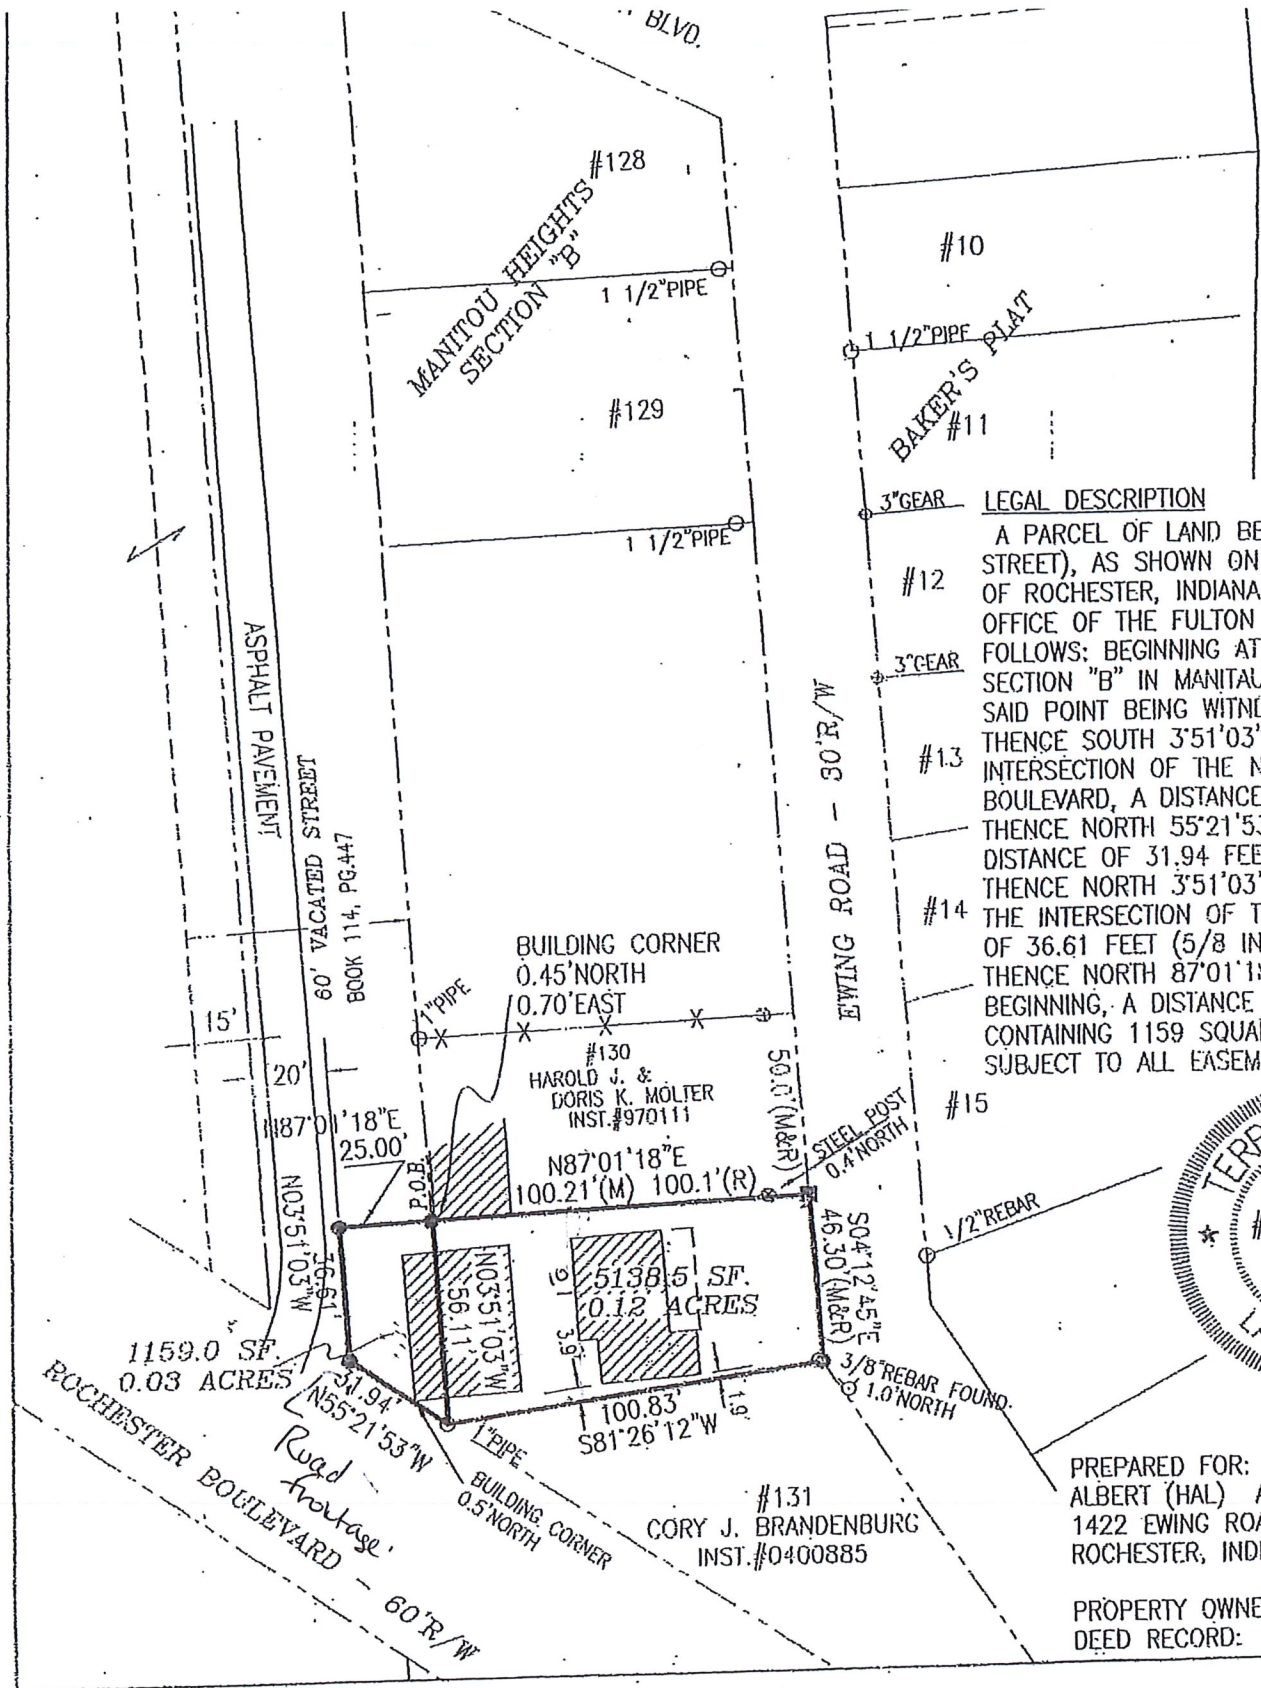 BLVD.
#128
MANITOU HEIGHTS
SECTION "B"
1 1/2"PIPE
#10
1 1/2"PIPE
BAKER'S PLAT
#129
#11
1 1/2"PIPE
3"GEAR
#12
3"GEAR
#13
#14
#15
LEGAL DESCRIPTION
A PARCEL OF LAND BE
STREET), AS SHOWN ON
OF ROCHESTER, INDIANA
OFFICE OF THE FULTON
FOLLOWS: BEGINNING AT
SECTION "B" IN MANITAU
SAID POINT BEING WITN
THENCE SOUTH 3°51'03"
INTERSECTION OF THE N
BOULEVARD, A DISTANCE
THENCE NORTH 55°21'53
DISTANCE OF 31.94 FEE
THENCE NORTH 3°51'03"
THE INTERSECTION OF T
OF 36.61 FEET (5/8 IN
THENCE NORTH 87°01'18
BEGINNING, A DISTANCE
CONTAINING 1159 SQUA
SUBJECT TO ALL EASEM
ASPHALT PAVEMENT
60' VACATED STREET
BOOK 114, PG.447
EWING ROAD - 30'R/W
BUILDING CORNER
0.45'NORTH
0.70'EAST
1"PIPE
15'
20'
#130
HAROLD J. &
DORIS K. MOLTER
INST.#970111
50.0'(M&R)
STEEL POST
0.4'NORTH
N87°01'18"E
25.00'
P.O.B.
N87°01'18"E
100.21'(M) 100.1'(R)
1/2"REBAR
TERR
N03°51'03"W
36.61'
N03°51'03"W
56.11'
9.1
5138.5 SF.
0.12 ACRES
3.9'
S04°12'45"E
46.30'(M&R)
1159.0 SF.
0.03 ACRES
31.94'
N55°21'53"W
Road
frontage
1"PIPE
100.83'
S81°26'12"W
1.9'
3/8"REBAR FOUND.
1.0'NORTH
BUILDING CORNER
0.5'NORTH
ROCHESTER BOULEVARD - 60'R/W
#131
CORY J. BRANDENBURG
INST.#0400885
PREPARED FOR:
ALBERT (HAL) A
1422 EWING ROA
ROCHESTER, INDI
PROPERTY OWNE
DEED RECORD: